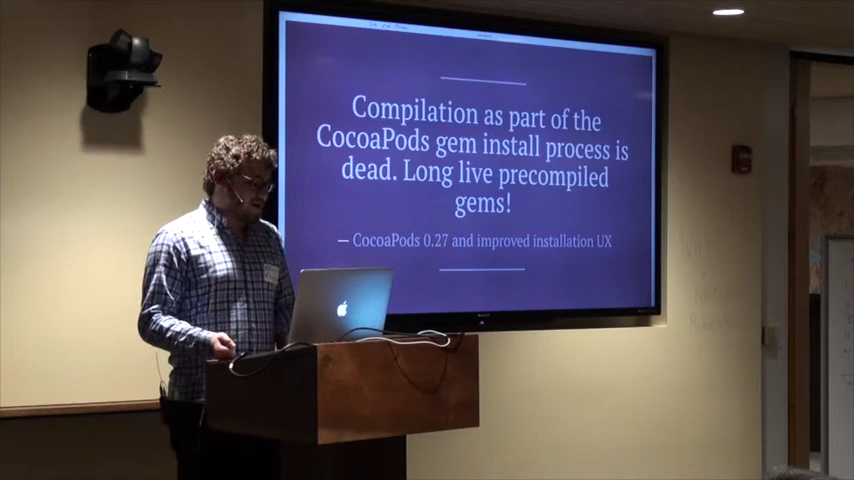 Compilation as part of the
CocoaPods gem install process is
dead. Long live precompiled
gems!
— CocoaPods 0.27 and improved installation UX